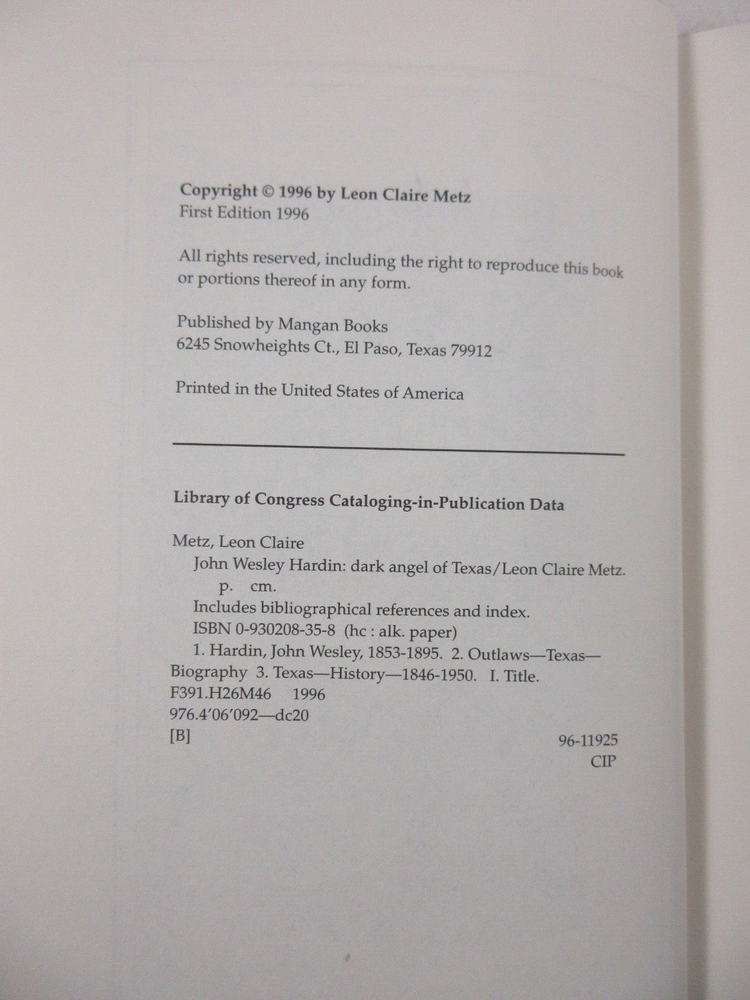 Copyright © 1996 by Leon Claire Metz
First Edition 1996
All rights reserved, including the right to reproduce this book
or portions thereof in any form.
Published by Mangan Books
6245 Snowheights Ct., El Paso, Texas 79912
Printed in the United States of America
Library of Congress Cataloging-in-Publication Data
Metz, Leon Claire
John Wesley Hardin: dark angel of Texas/Leon Claire Metz.
p. cm.
Includes bibliographical references and index.
ISBN 0-930208-35-8 (hc : alk. paper)
1. Hardin, John Wesley, 1853-1895. 2. Outlaws—Texas—
Biography 3. Texas—History—1846-1950. I. Title.
F391.H26M46 1996
976.4'06'092—dc20
[B] 96-11925
CIP